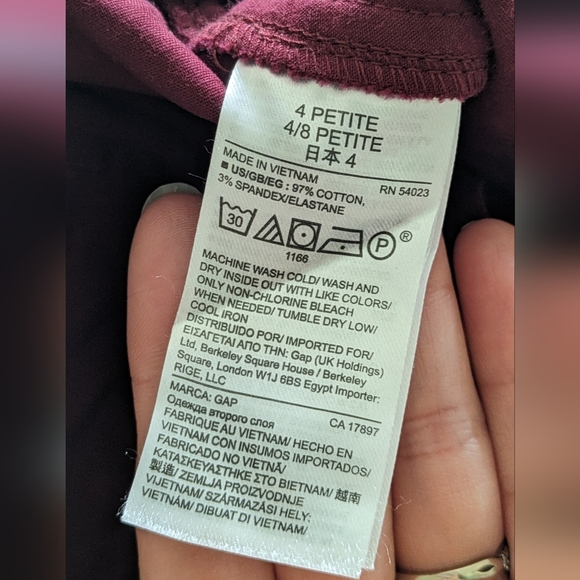 4 PETITE
4/8 PETITE
日本 4
MADE IN VIETNAM RN 54023
■ US/GB/EG : 97% COTTON,
3% SPANDEX/ELASTANE
30 P ®
1166
MACHINE WASH COLD/ WASH AND
DRY INSIDE OUT WITH LIKE COLORS/
ONLY NON-CHLORINE BLEACH
WHEN NEEDED/ TUMBLE DRY LOW/
COOL IRON
DISTRIBUIDO POR/ IMPORTED FOR/
ΕΙΣΑΓΕΤΑΙ ΑΠΟ ΤΗΝ: Gap (UK Holdings)
Ltd, Berkeley Square House / Berkeley
Square, London W1J 6BS Egypt Importer:
RIGE, LLC
MARCA: GAP CA 17897
Одежда второго слоя
FABRIQUE AU VIETNAM/ HECHO EN
VIETNAM CON INSUMOS IMPORTADOS/
FABRICADO NO VIETNÃ/
ΚΑΤΑΣΚΕΥΑΣΤΗΚΕ ΣΤΟ ΒΙΕΤΝΑΜ/ 越南
製造/ ZEMLJA PROIZVODNJE
VIJETNAM/ SZÁRMAZÁSI HELY:
VIETNÁM/ DIBUAT DI VIETNAM/